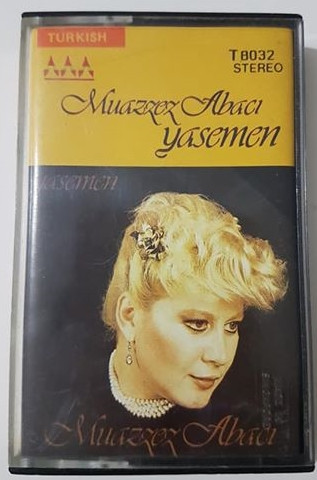 TURKISH
T 8032
STEREO
Muazzez Abacı
yasemen
yasemen
Muazzez Abacı